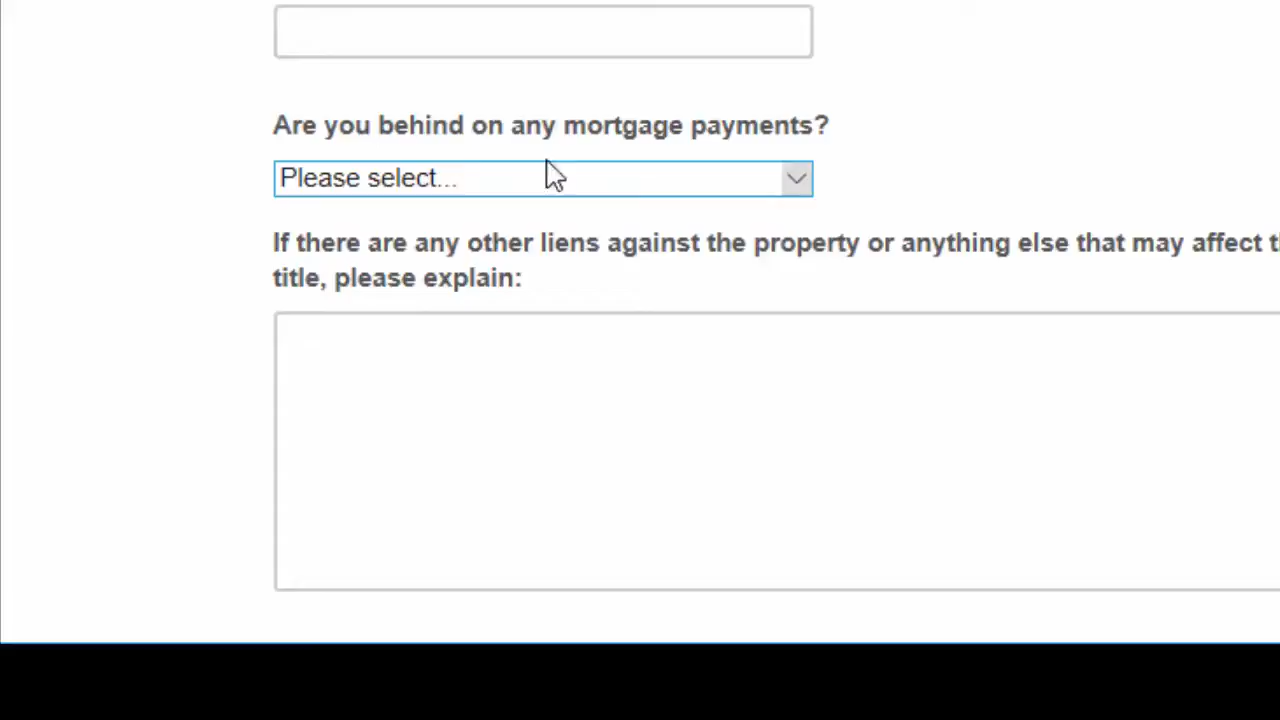 Are you behind on any mortgage payments?
Please select...
If there are any other liens against the property or anything else that may affect
title, please explain: